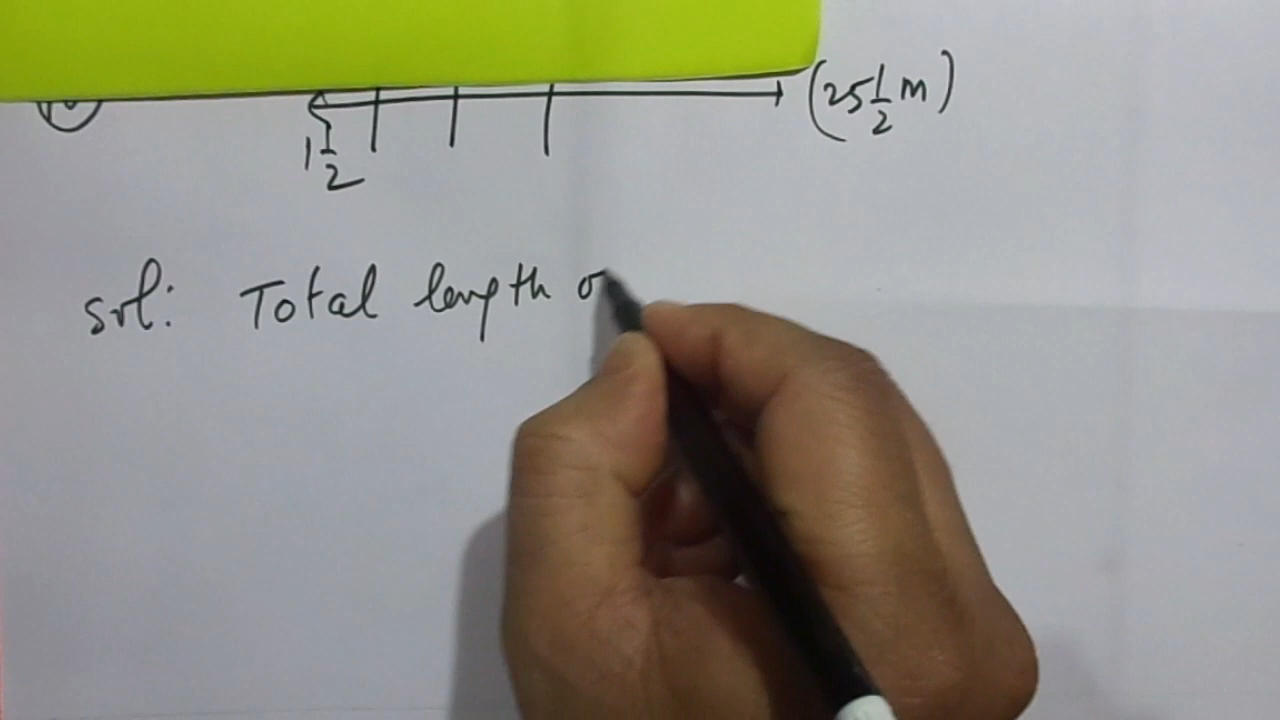 (25 1/2 m)
1 1/2
sol: Total length o